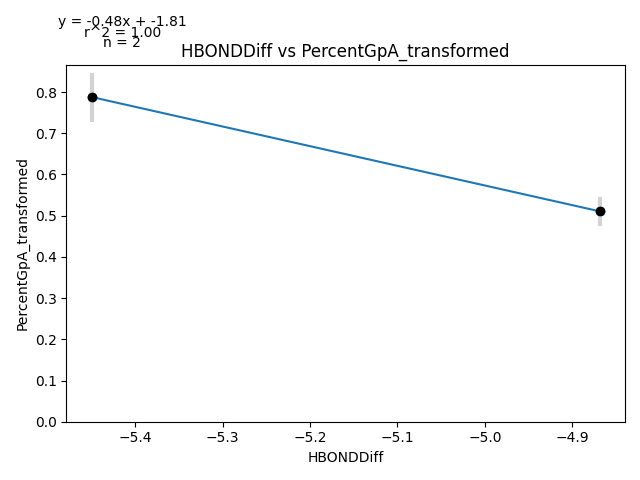 y = -0.48x + -1.81
r^2 = 1.00
n = 2
HBONDDiff vs PercentGpA_transformed
PercentGpA_transformed
0.8
0.7
0.6
0.5
0.4
0.3
0.2
0.1
0.0
−5.4
−5.3
−5.2
−5.1
−5.0
−4.9
HBONDDiff